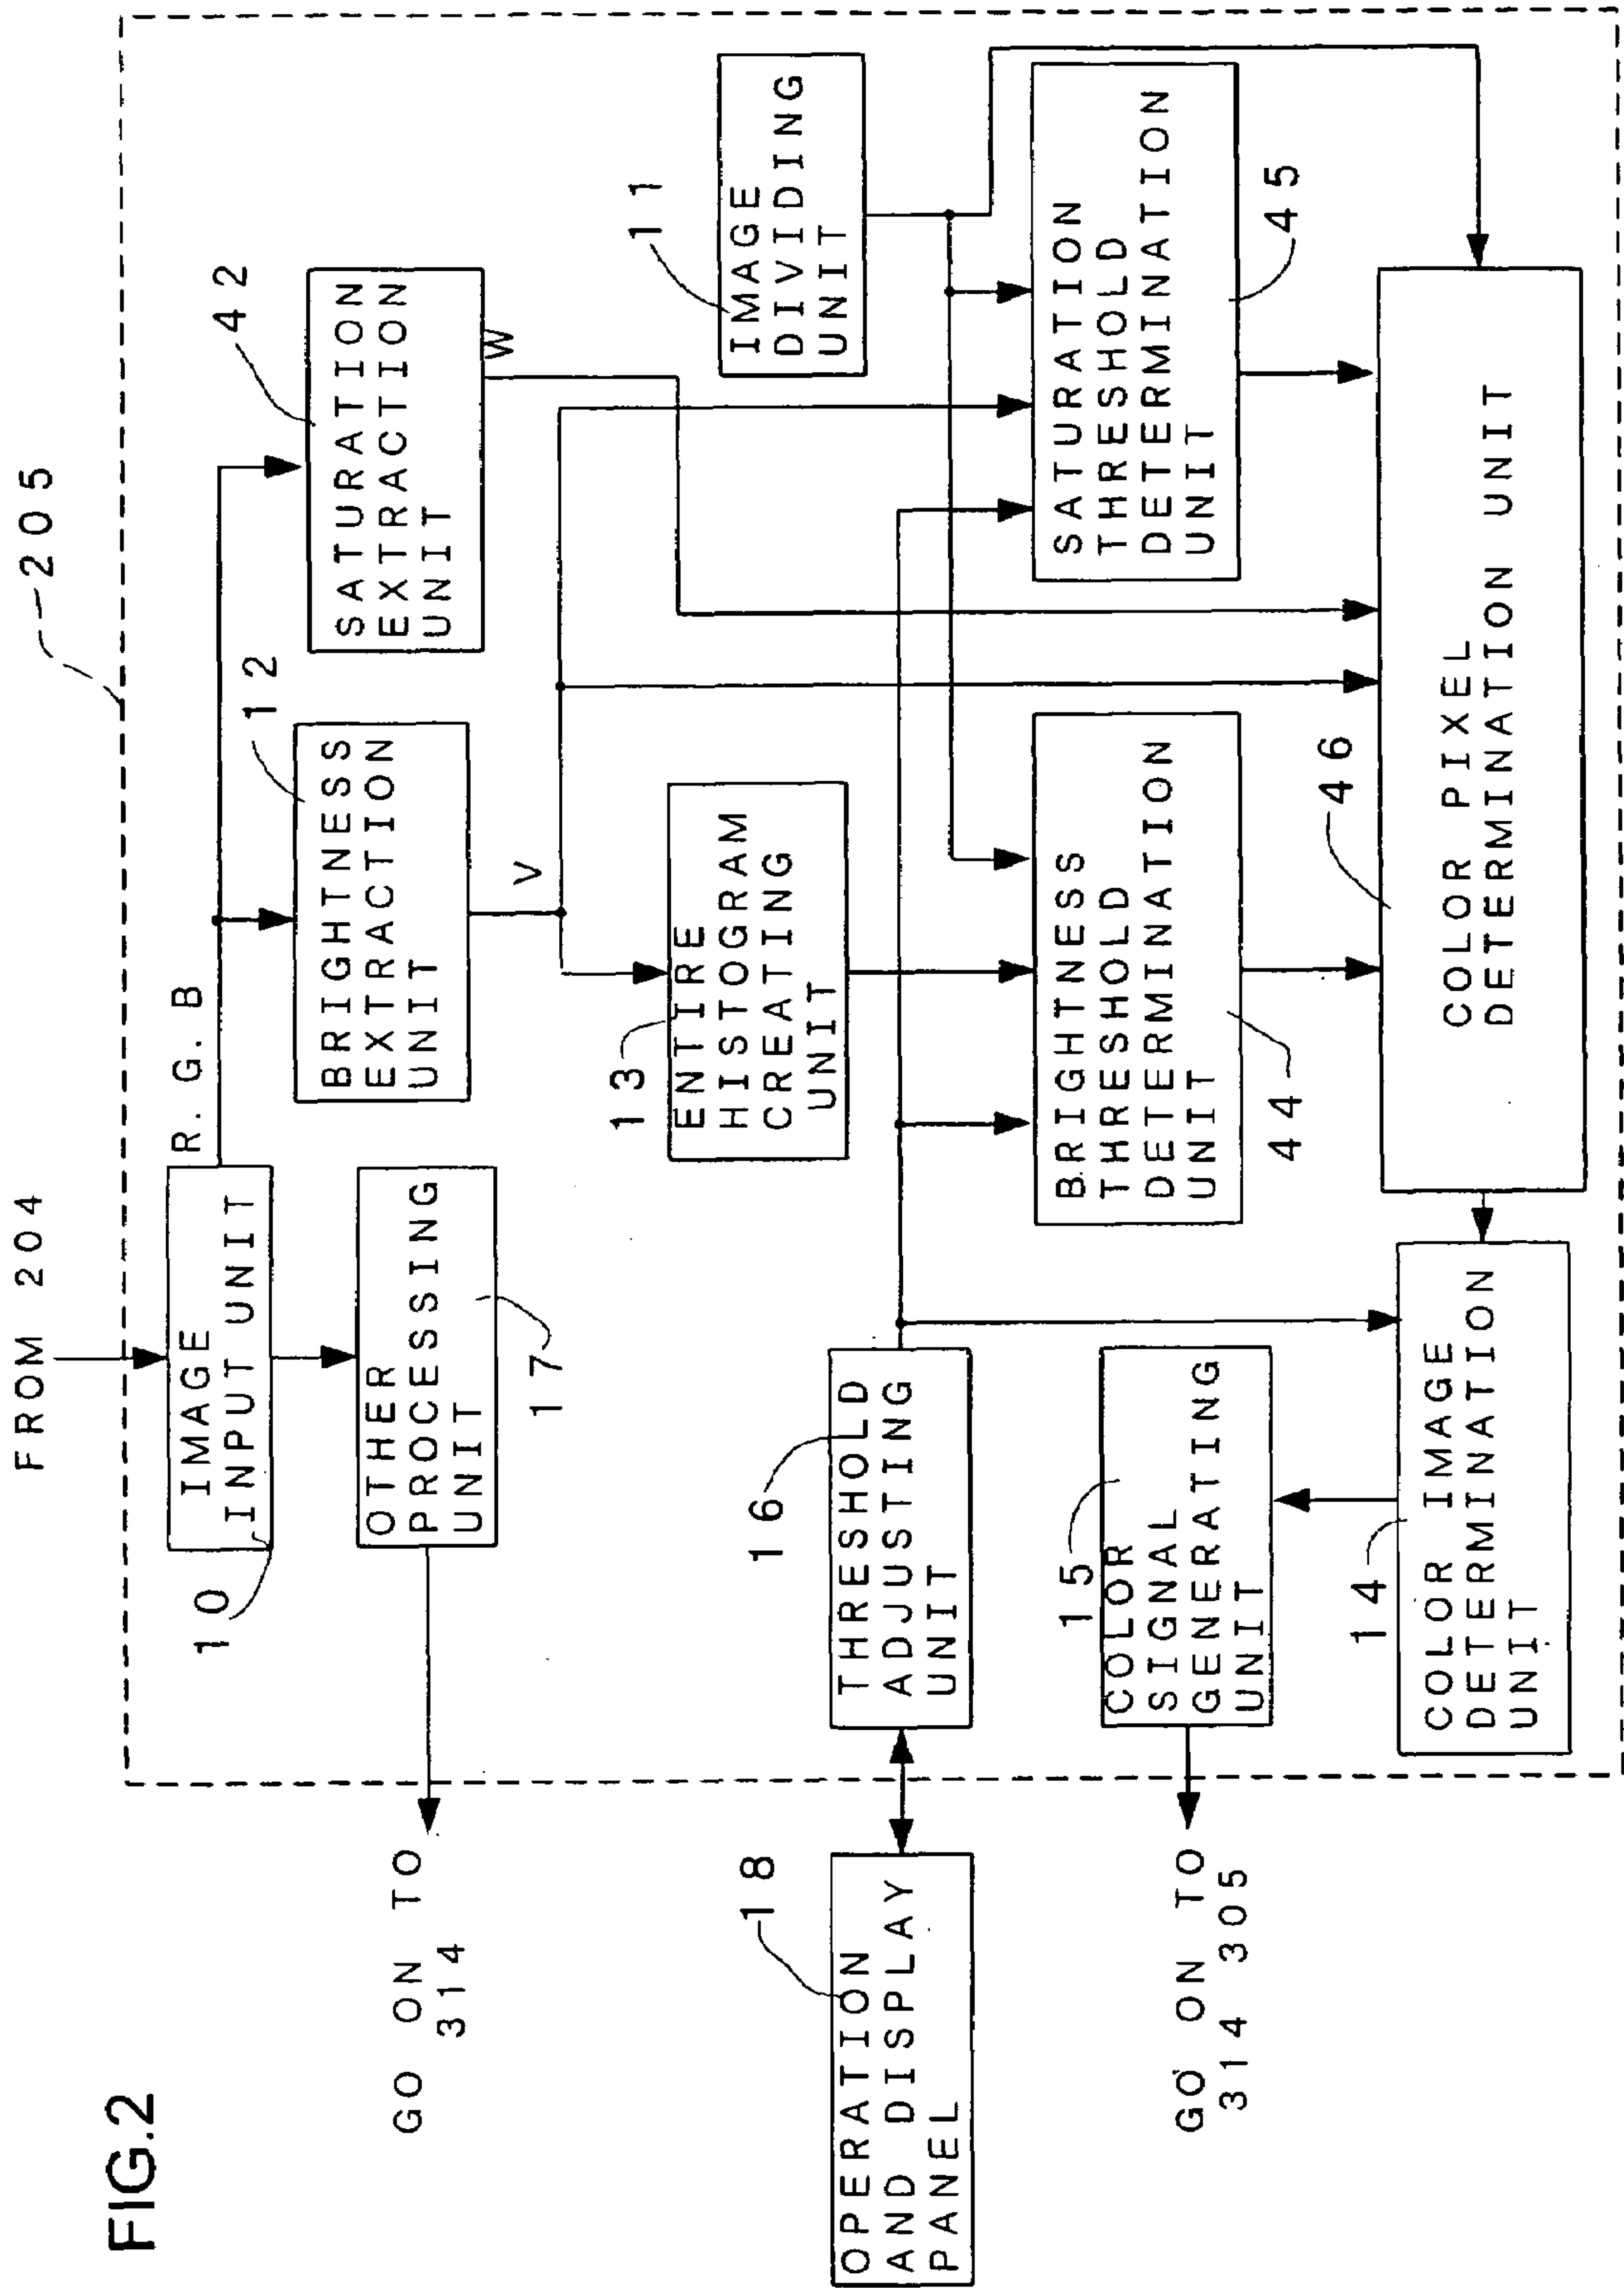 FIG.2
FROM 204
205
10
IMAGE
INPUT UNIT
R. G. B
12
BRIGHTNESS
EXTRACTION
UNIT
42
SATURATION
EXTRACTION
UNIT
OTHER
PROCESSING
UNIT
17
GO ON TO
314
V
W
13
ENTIRE
HISTOGRAM
CREATING
UNIT
11
IMAGE
DIVIDING
UNIT
18
OPERATION
AND DISPLAY
PANEL
16
THRESHOLD
ADJUSTING
UNIT
BRIGHTNESS
THRESHOLD
DETERMINATION
UNIT
44
SATURATION
THRESHOLD
DETERMINATION
UNIT
45
GO ON TO
314 305
15
COLOR
SIGNAL
GENERATING
UNIT
14
COLOR IMAGE
DETERMINATION
UNIT
46
COLOR PIXEL
DETERMINATION UNIT